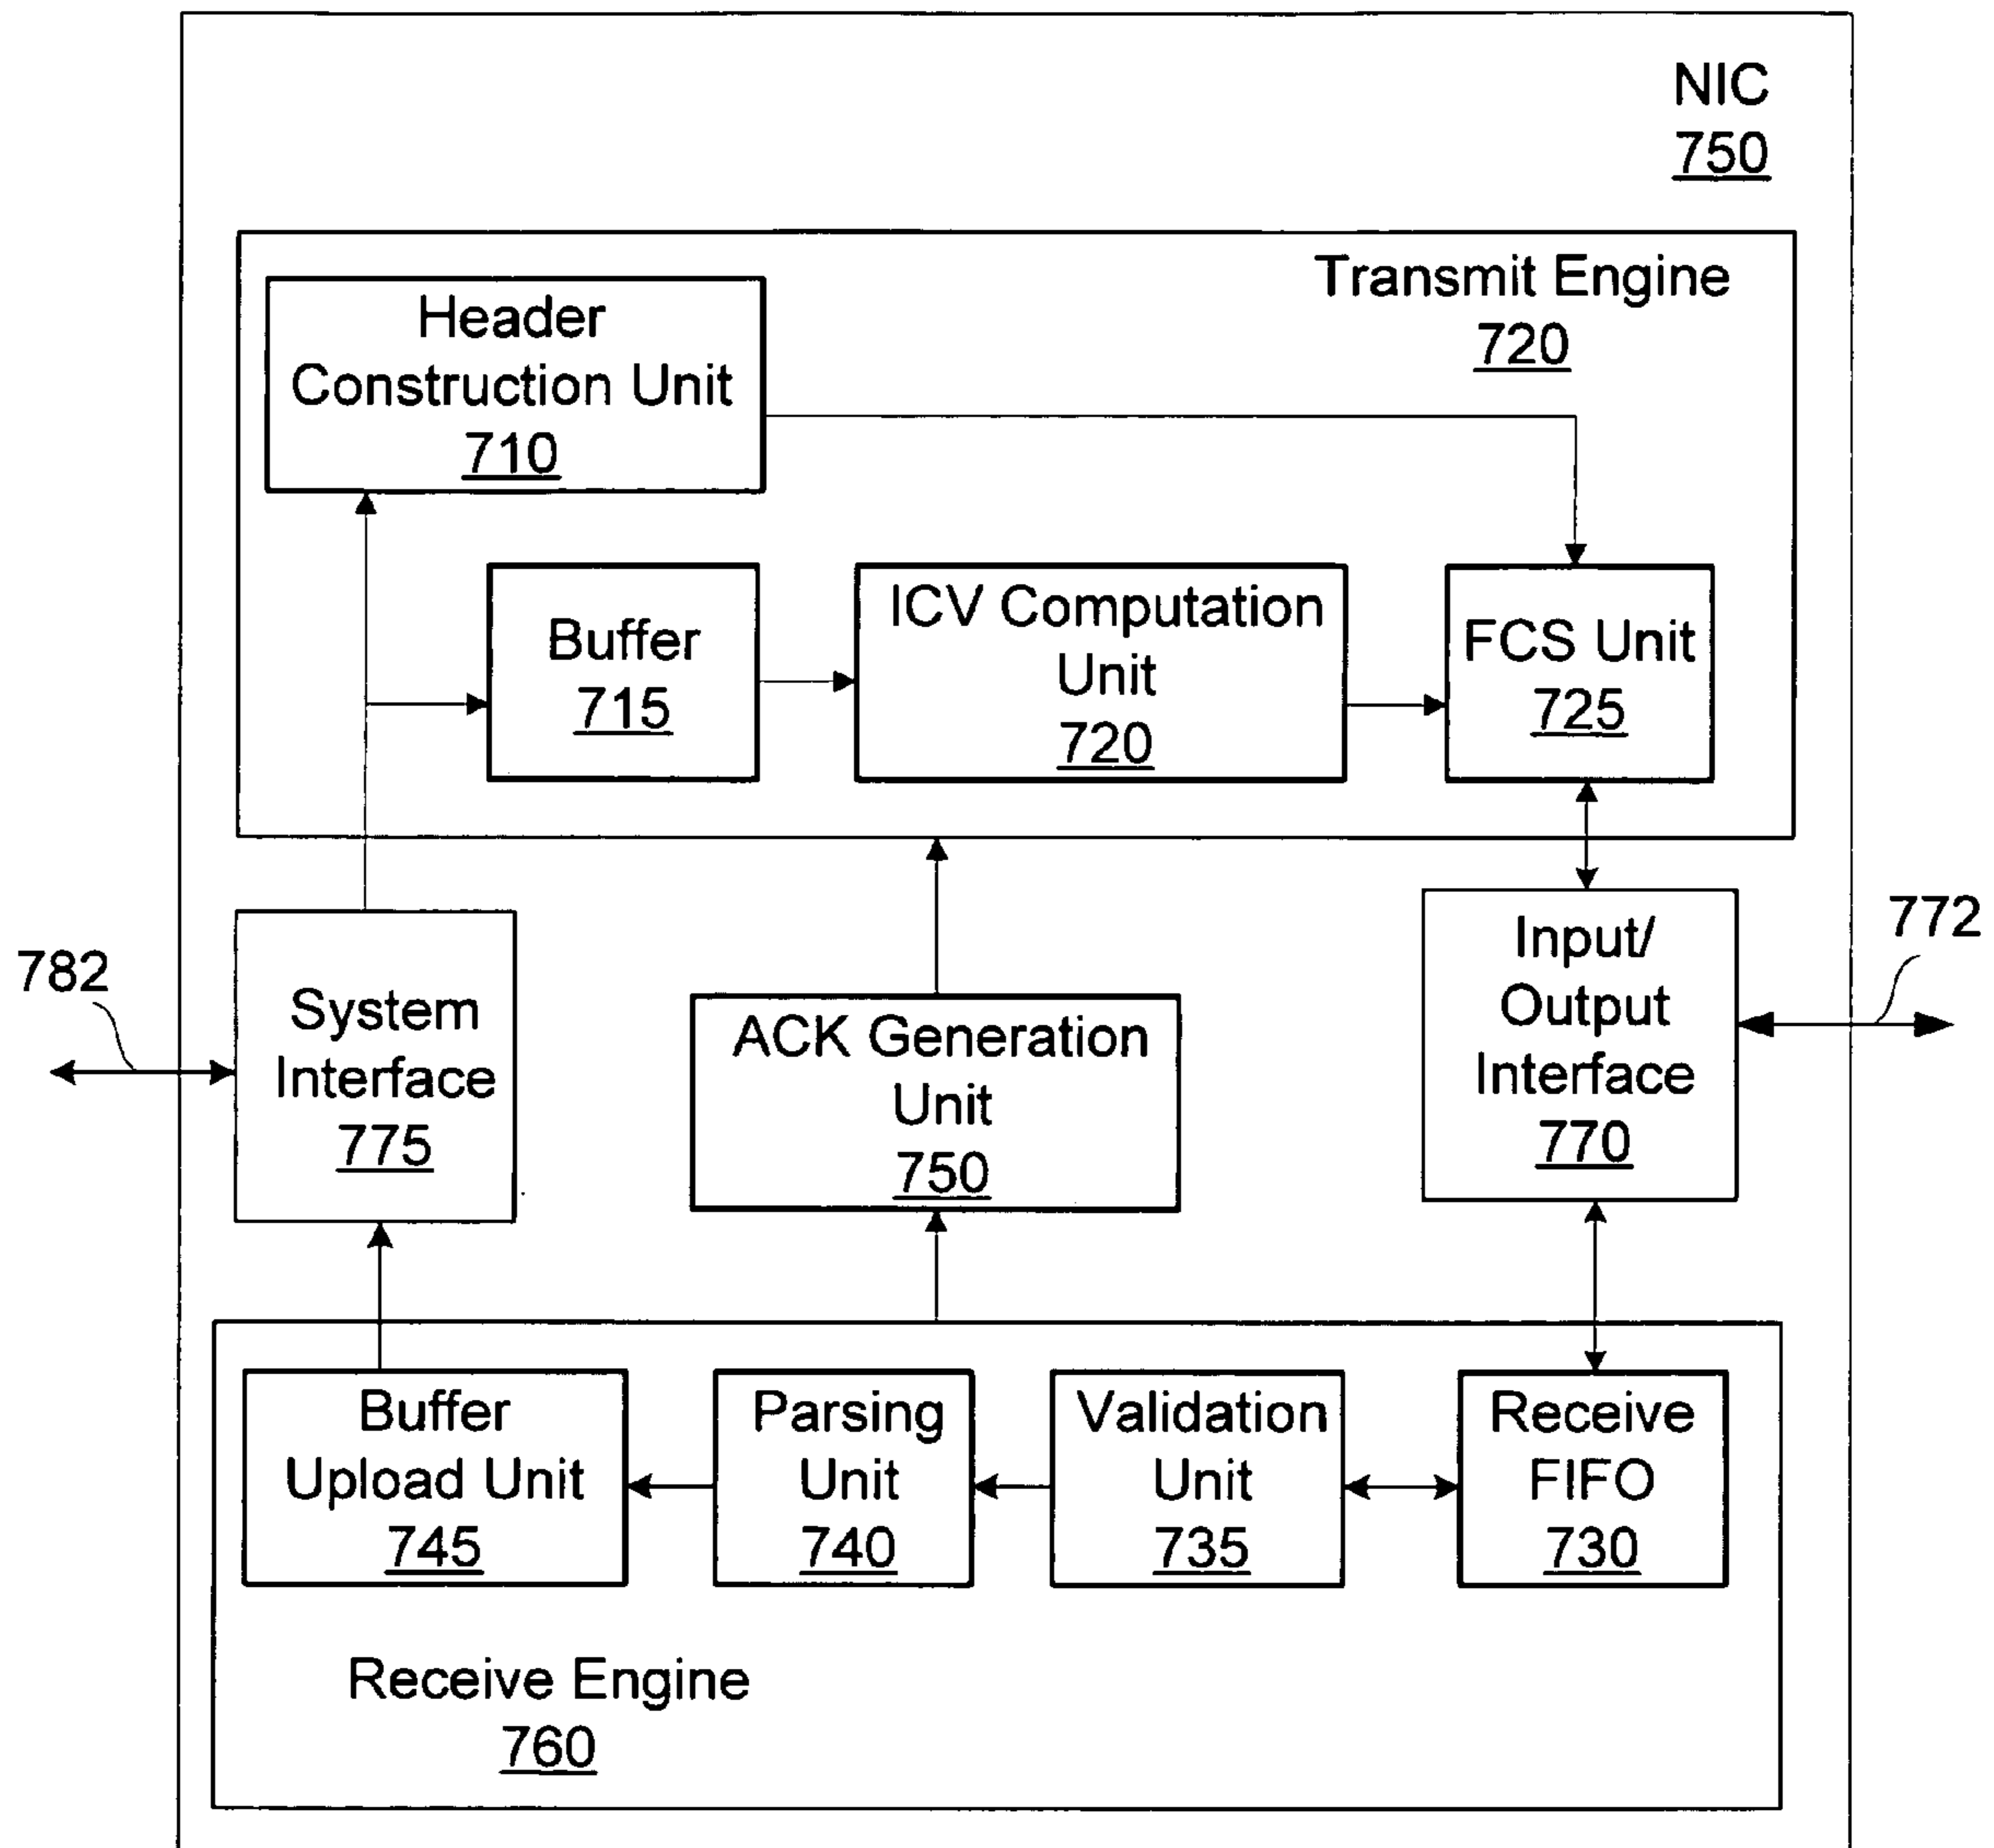 NIC
750
Transmit Engine
720
Header
Construction Unit
710
Buffer
715
ICV Computation
Unit
720
FCS Unit
725
782
System
Interface
775
ACK Generation
Unit
750
Input/
Output
Interface
770
772
Buffer
Upload Unit
745
Parsing
Unit
740
Validation
Unit
735
Receive
FIFO
730
Receive Engine
760